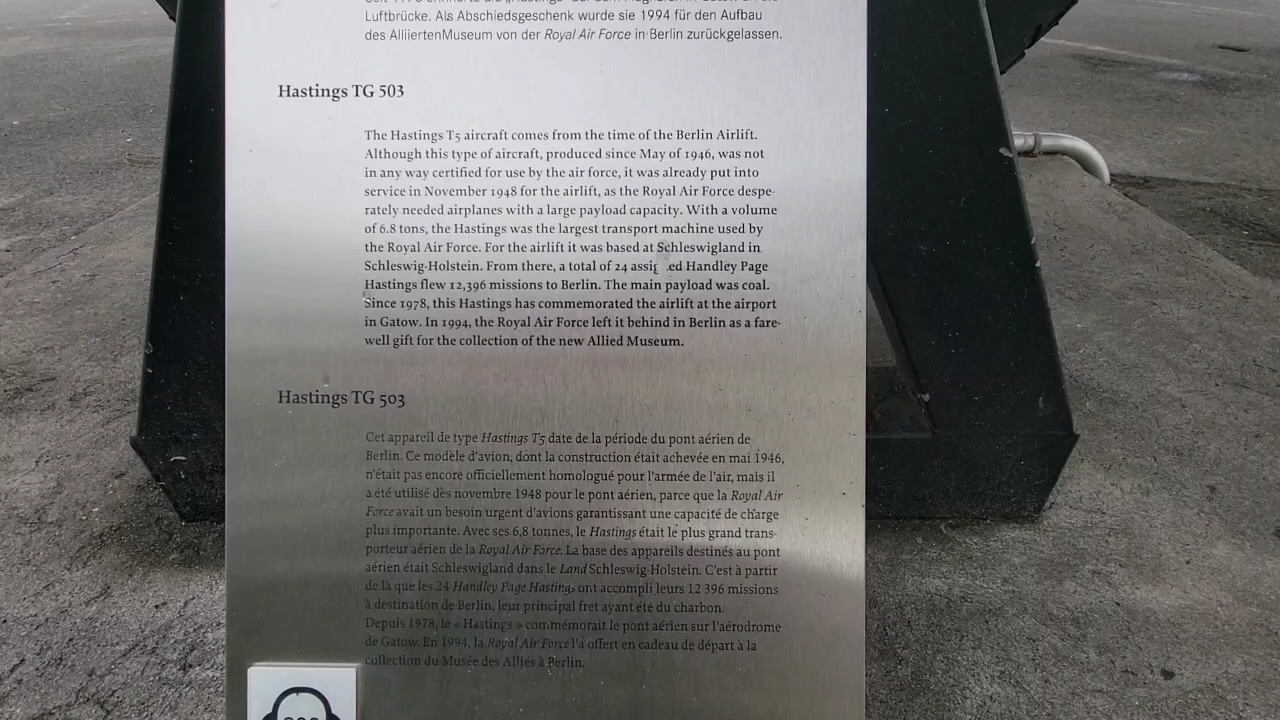 Luftbrücke. Als Abschiedsgeschenk wurde sie 1994 für den Aufbau
des AlliiertenMuseum von der Royal Air Force in Berlin zurückgelassen.
Hastings TG 503
The Hastings T5 aircraft comes from the time of the Berlin Airlift.
Although this type of aircraft, produced since May of 1946, was not
in any way certified for use by the air force, it was already put into
service in November 1948 for the airlift, as the Royal Air Force despe-
rately needed airplanes with a large payload capacity. With a volume
of 6.8 tons, the Hastings was the largest transport machine used by
the Royal Air Force. For the airlift it was based at Schleswigland in
Schleswig-Holstein. From there, a total of 24 assig ed Handley Page
Hastings flew 12,396 missions to Berlin. The main payload was coal.
Since 1978, this Hastings has commemorated the airlift at the airport
in Gatow. In 1994, the Royal Air Force left it behind in Berlin as a fare-
well gift for the collection of the new Allied Museum.
Hastings TG 503
Cet appareil de type Hastings T5 date de la période du pont aérien de
Berlin. Ce modèle d'avion, dont la construction était achevée en mai 1946,
n'était pas encore officiellement homologué pour l'armée de l'air, mais il
a été utilisé dès novembre 1948 pour le pont aérien, parce que la Royal Air
Force avait un besoin urgent d'avions garantissant une capacité de charge
plus importante. Avec ses 6,8 tonnes, le Hastings était le plus grand trans-
porteur aérien de la Royal Air Force. La base des appareils destinés au pont
aérien était Schleswigland dans le Land Schleswig-Holstein. C'est à partir
de là que les 24 Handley Page Hastings ont accompli leurs 12 396 missions
à destination de Berlin, leur principal fret ayant été du charbon.
Depuis 1978, le « Hastings » commémorait le pont aérien sur l'aérodrome
de Gatow. En 1994, la Royal Air Force l'a offert en cadeau de départ à la
collection du Musée des Alliés à Berlin.